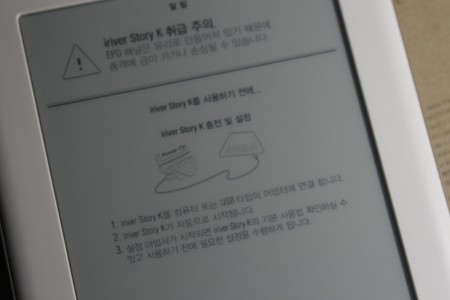 알림
iriver Story K 취급 주의.
EPD 패널은 유리로 만들어져 있기 때문에
충격에 금이 가거나 손상될 수 있습니다.
iriver Story K를 사용하기 전에...
iriver Story K 충전 및 설정
Power On
1. iriver Story K를 컴퓨터 또는 USB 타입의 어댑터에 연결 합니다.
2. iriver Story K가 자동으로 시작됩니다.
3. 설정 마법사가 시작되면 iriver Story K의 기본 사용법 확인하실 수
있고 사용하기 전에 필요한 설정을 수행하게 됩니다.